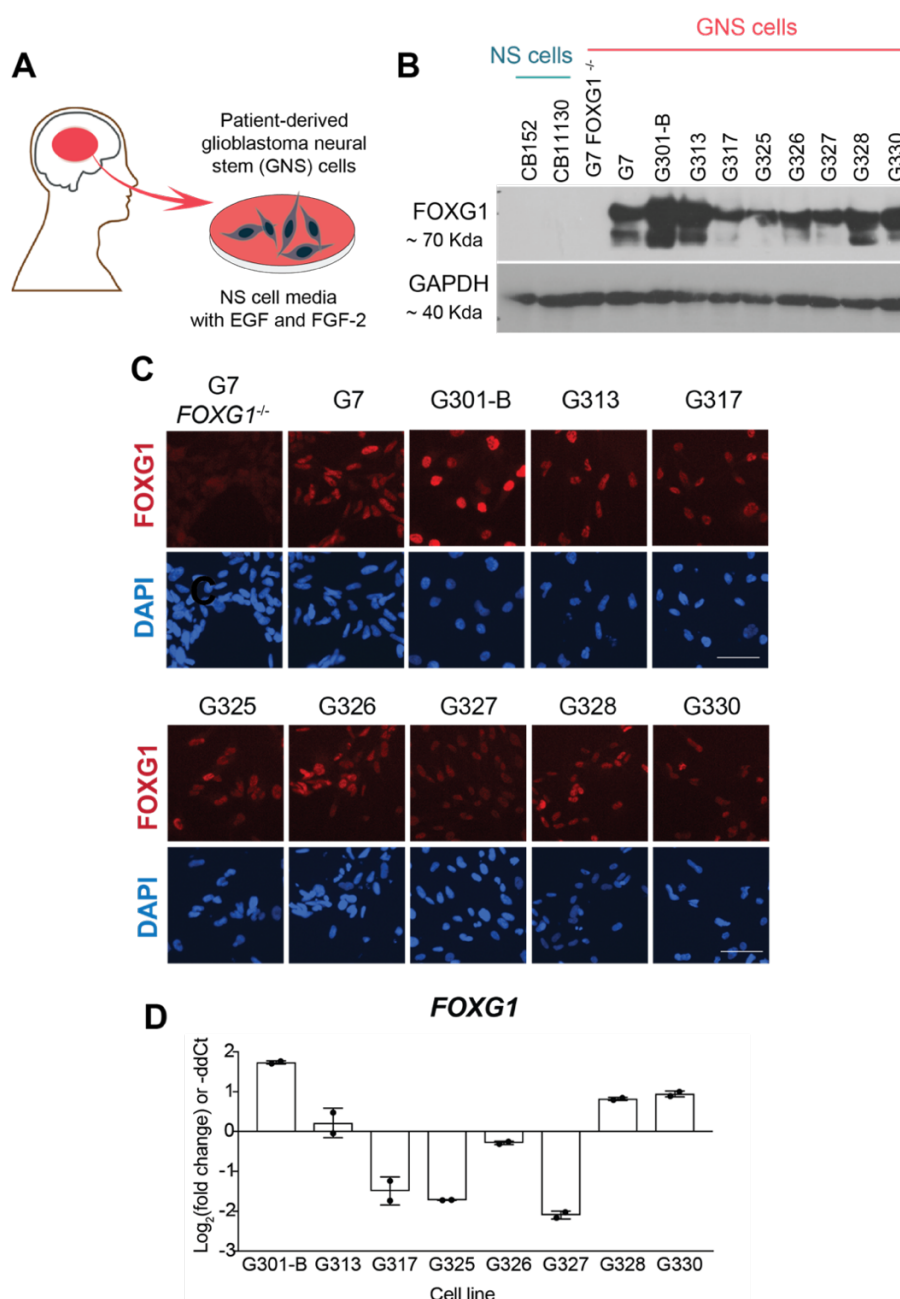 A
Patient-derived
glioblastoma neural
stem (GNS) cells
NS cell media
with EGF and FGF-2
B
GNS cells
NS cells
CB152
CB11130
G7 FOXG1 -/-
G7
G301-B
G313
G317
G325
G326
G327
G328
G330
FOXG1
~ 70 Kda
GAPDH
~ 40 Kda
C
G7
FOXG1-/-
G7
G301-B
G313
G317
FOXG1
DAPI
C
G325
G326
G327
G328
G330
FOXG1
DAPI
D
FOXG1
Log2(fold change) or -ddCt
2
1
0
-1
-2
-3
G301-B G313 G317 G325 G326 G327 G328 G330
Cell line